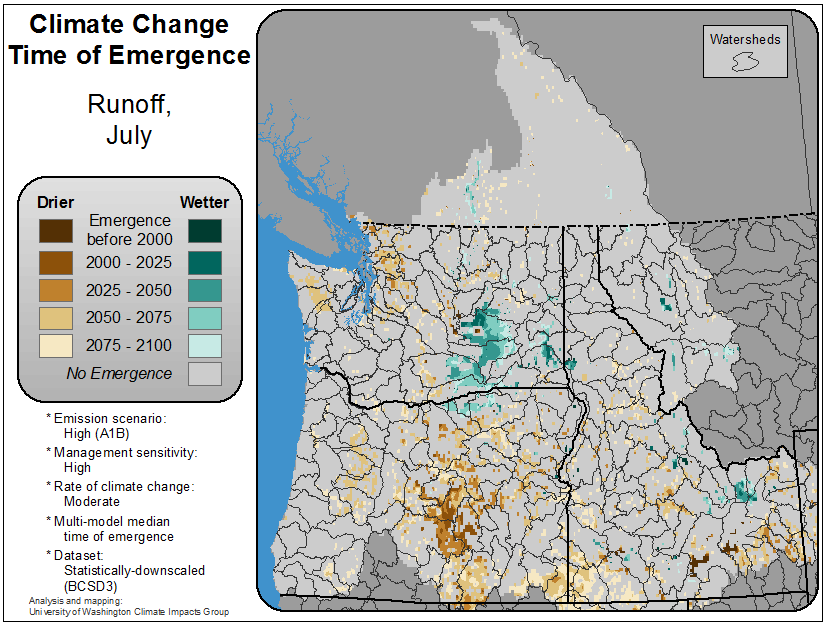 Climate Change
Time of Emergence
Runoff,
July
Drier
Wetter
Emergence
before 2000
2000 - 2025
2025 - 2050
2050 - 2075
2075 - 2100
No Emergence
* Emission scenario:
High (A1B)
* Management sensitivity:
High
* Rate of climate change:
Moderate
* Multi-model median
time of emergence
* Dataset:
Statistically-downscaled
(BCSD3)
Analysis and mapping:
University of Washington Climate Impacts Group
Watersheds